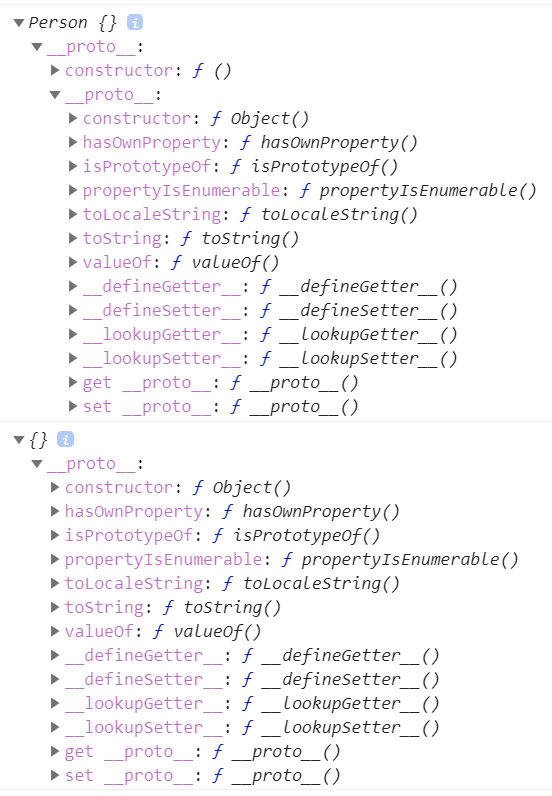 Person {} i
__proto__:
constructor: ƒ ()
__proto__:
constructor: ƒ Object()
hasOwnProperty: ƒ hasOwnProperty()
isPrototypeOf: ƒ isPrototypeOf()
propertyIsEnumerable: ƒ propertyIsEnumerable()
toLocaleString: ƒ toLocaleString()
toString: ƒ toString()
valueOf: ƒ valueOf()
__defineGetter__: ƒ __defineGetter__()
__defineSetter__: ƒ __defineSetter__()
__lookupGetter__: ƒ __lookupGetter__()
__lookupSetter__: ƒ __lookupSetter__()
get __proto__: ƒ __proto__()
set __proto__: ƒ __proto__()
{} i
__proto__:
constructor: ƒ Object()
hasOwnProperty: ƒ hasOwnProperty()
isPrototypeOf: ƒ isPrototypeOf()
propertyIsEnumerable: ƒ propertyIsEnumerable()
toLocaleString: ƒ toLocaleString()
toString: ƒ toString()
valueOf: ƒ valueOf()
__defineGetter__: ƒ __defineGetter__()
__defineSetter__: ƒ __defineSetter__()
__lookupGetter__: ƒ __lookupGetter__()
__lookupSetter__: ƒ __lookupSetter__()
get __proto__: ƒ __proto__()
set __proto__: ƒ __proto__()